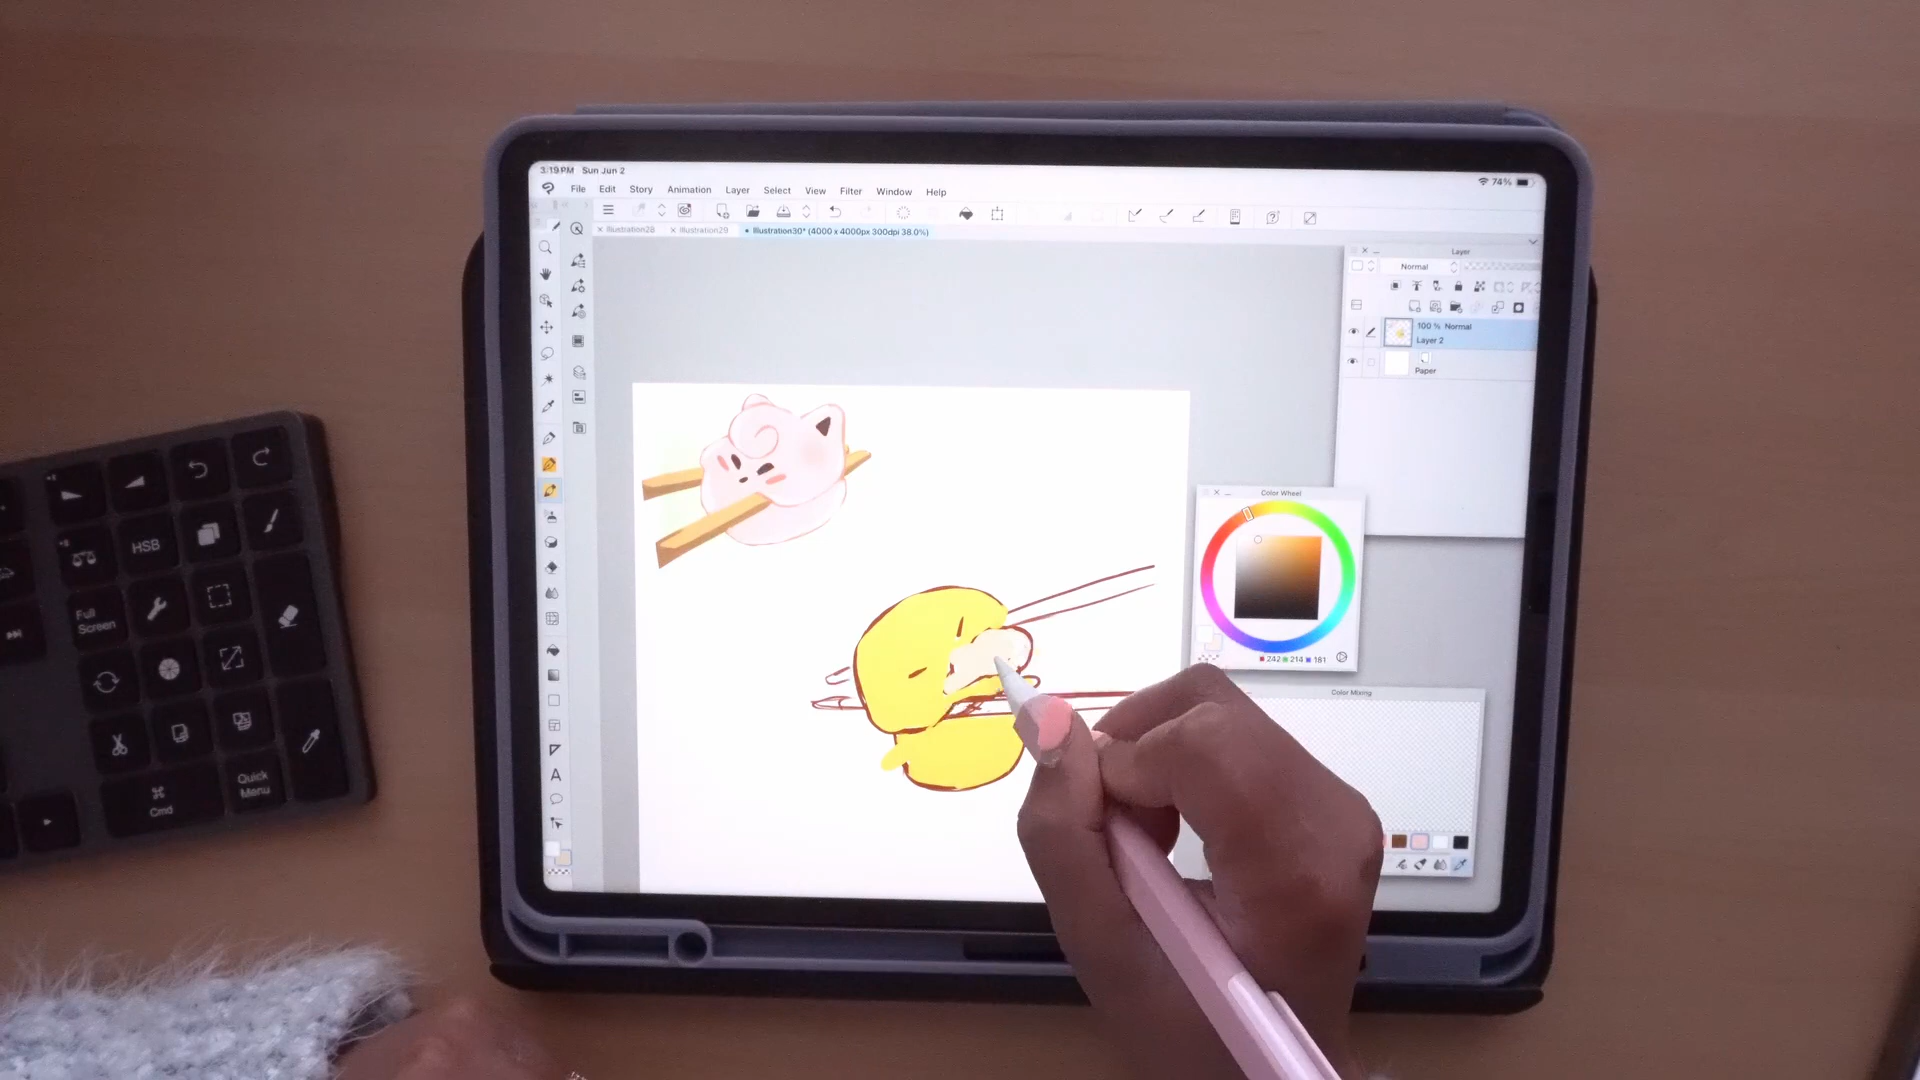 3:19PM Sun Jun 2
74%
File Edit Story Animation Layer Select View Filter Window Help
Illustration28 Illustration29 Illustration30* (4000 x 4000px 300dpi 38.0%)
Layer
Normal
100 % Normal
Layer 2
Paper
Color Wheel
242 214 181
Color Mixing
A
HSB
Full
Screen
Quick
Menu
Cmd